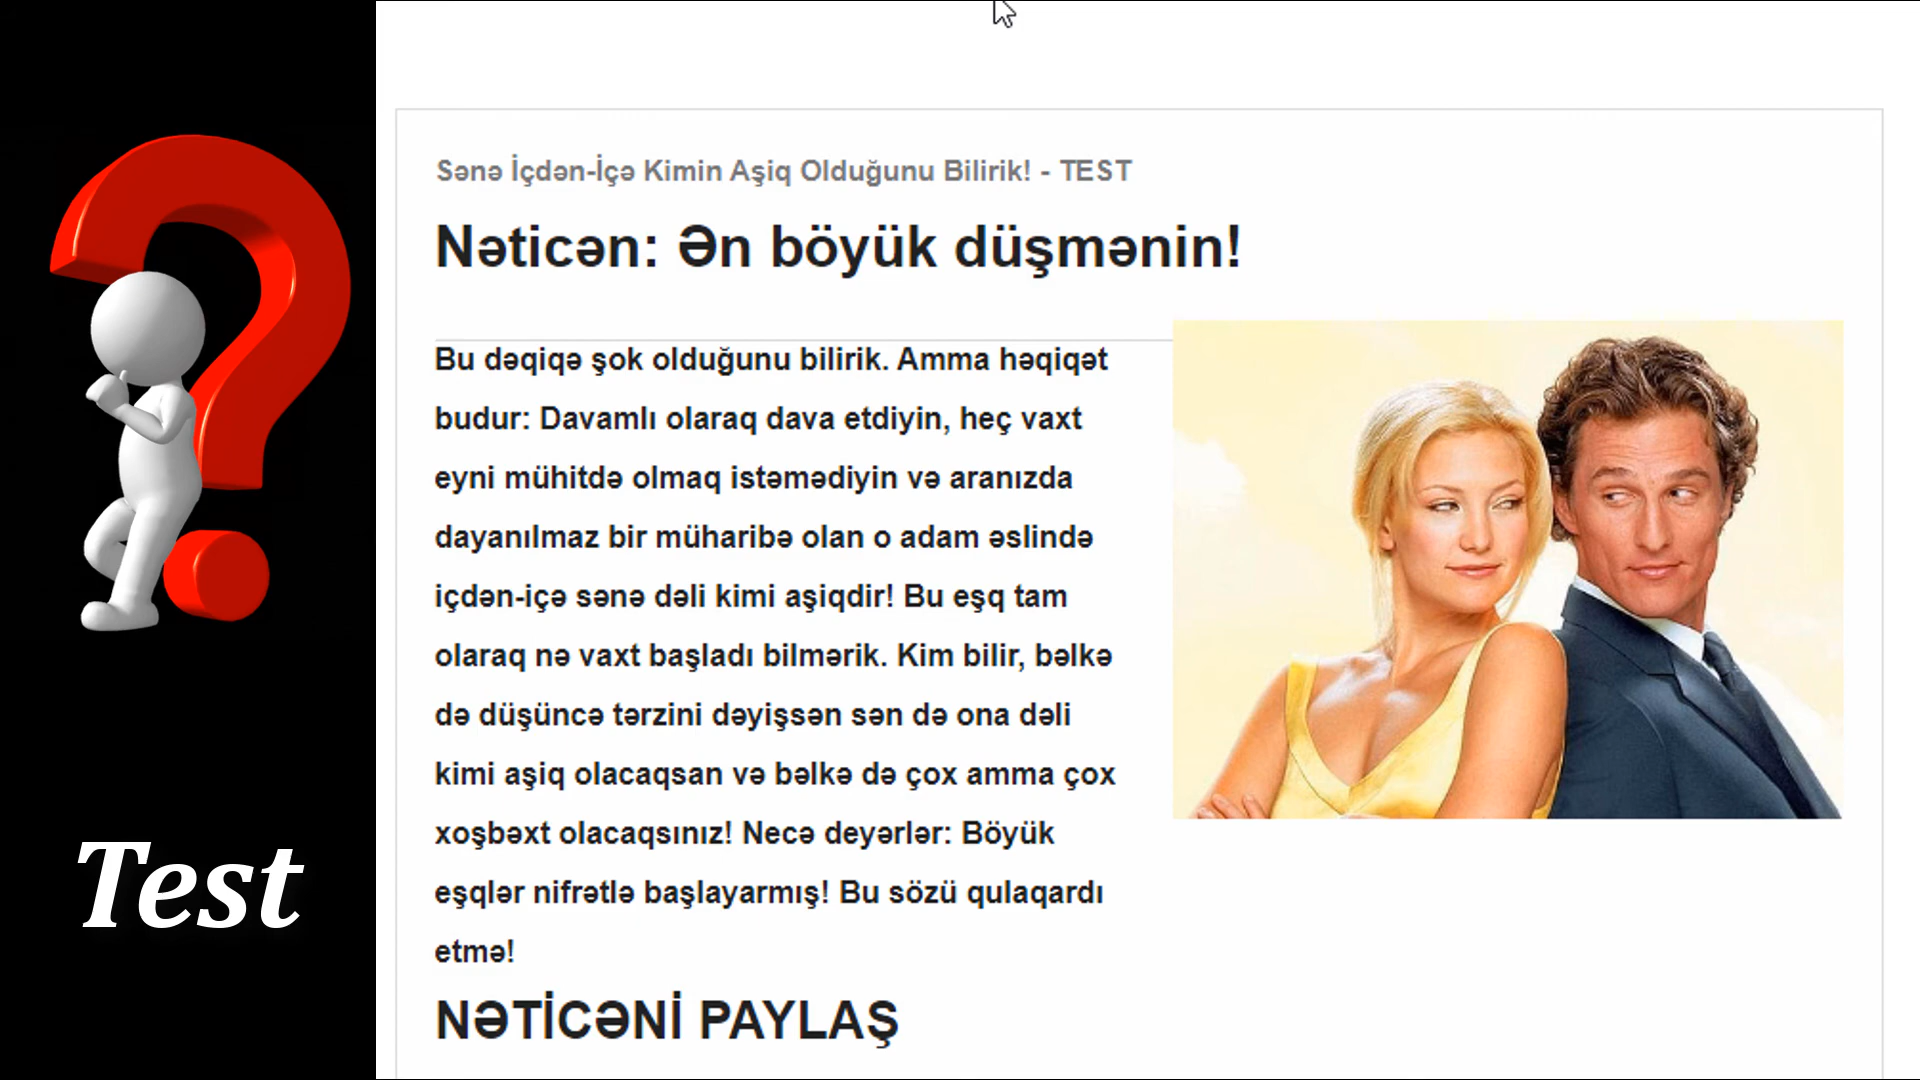 Sənə İçdən-İçə Kimin Aşiq Olduğunu Bilirik! - TEST
Nəticən: Ən böyük düşmənin!
Bu dəqiqə şok olduğunu bilirik. Amma həqiqət
budur: Davamlı olaraq dava etdiyin, heç vaxt
eyni mühitdə olmaq istəmədiyin və aranızda
dayanılmaz bir müharibə olan o adam əslində
içdən-içə sənə dəli kimi aşiqdir! Bu eşq tam
olaraq nə vaxt başladı bilmərik. Kim bilir, bəlkə
də düşüncə tərzini dəyişsən sən də ona dəli
kimi aşiq olacaqsan və bəlkə də çox amma çox
xoşbəxt olacaqsınız! Necə deyərlər: Böyük
eşqlər nifrətlə başlayarmış! Bu sözü qulaqardı
etmə!
NƏTİCƏNİ PAYLAŞ
Test